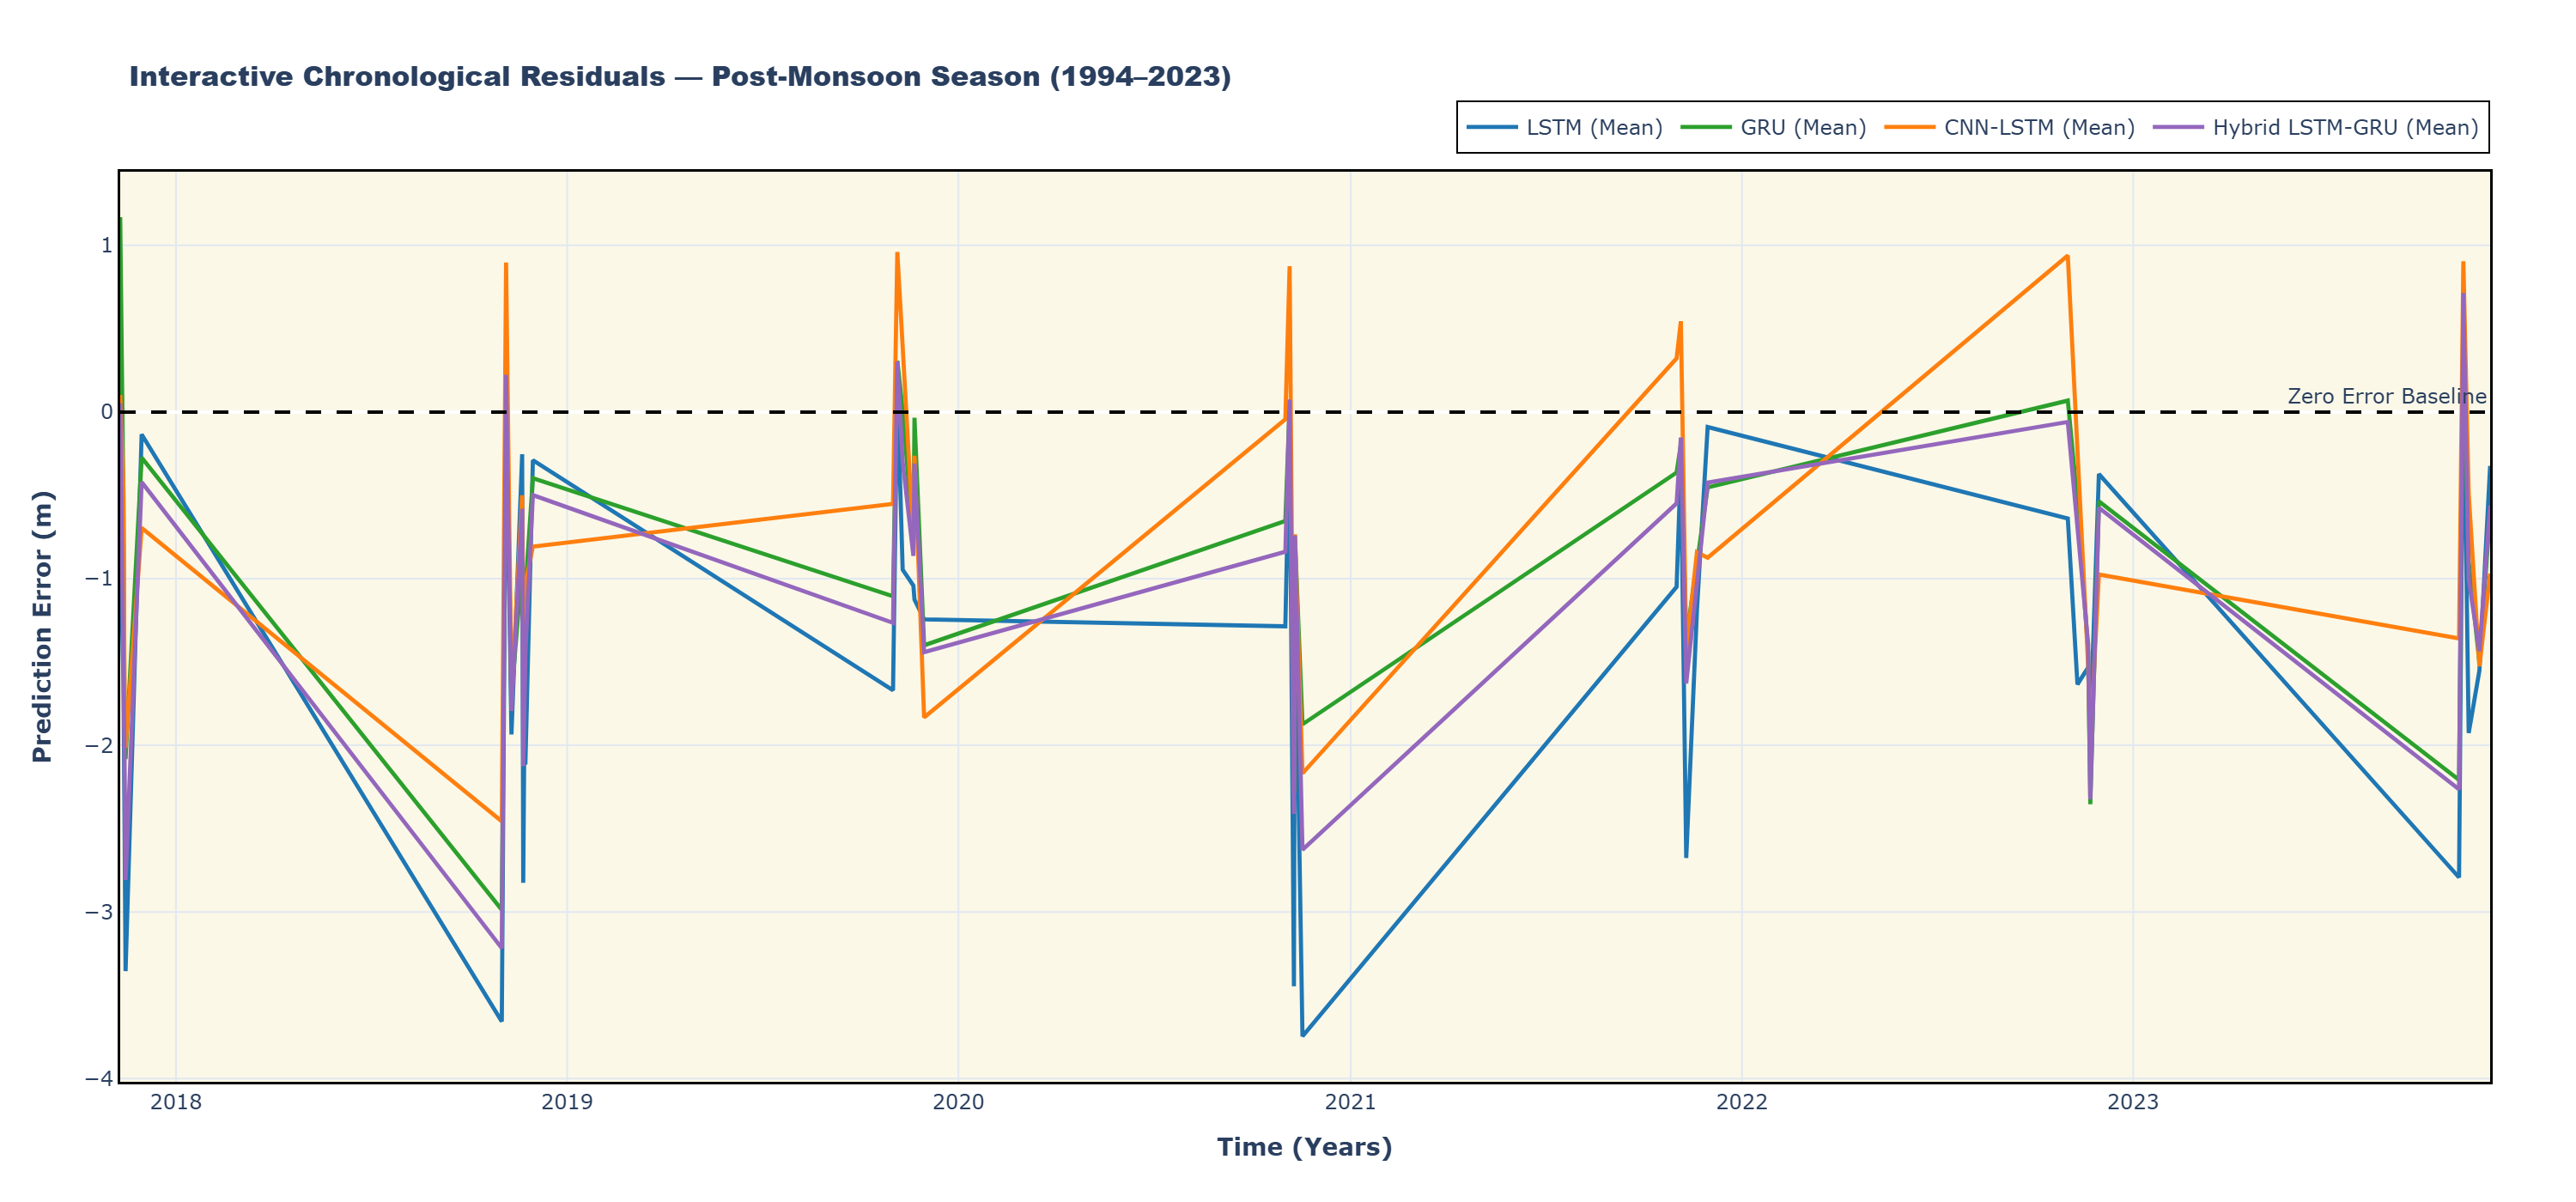 Interactive Chronological Residuals — Post-Monsoon Season (1994–2023)
LSTM (Mean) GRU (Mean) CNN-LSTM (Mean) Hybrid LSTM-GRU (Mean)
1
0
−1
−2
−3
−4
Prediction Error (m)
Zero Error Baseline
2018 2019 2020 2021 2022 2023
Time (Years)